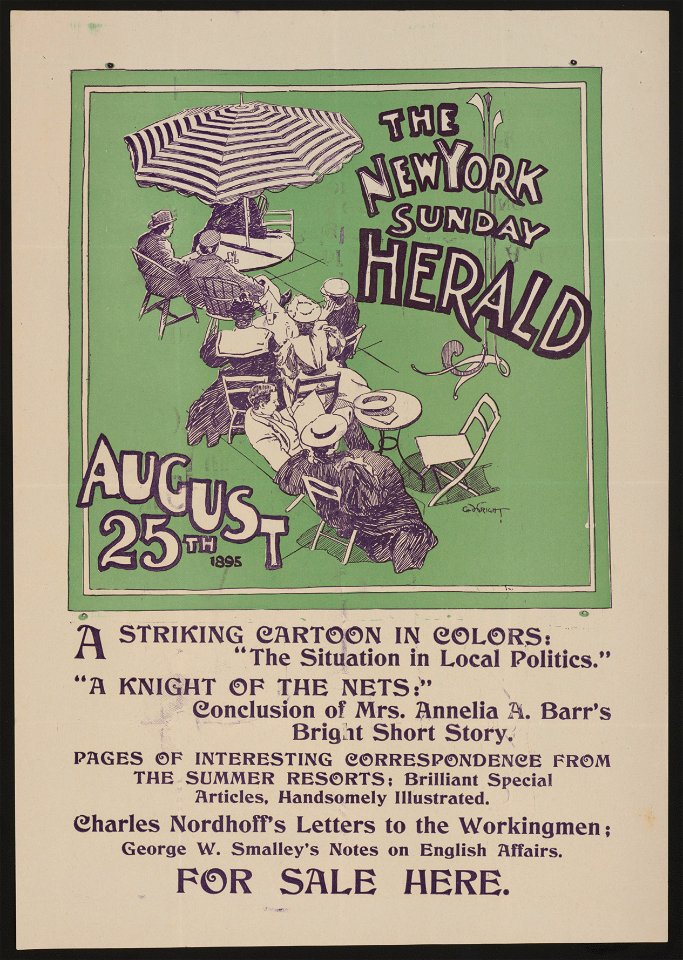 THE
NEW YORK
SUNDAY
HERALD
AUGUST
25TH
1895
A STRIKING CARTOON IN COLORS:
"The Situation in Local Politics."
"A KNIGHT OF THE NETS:"
Conclusion of Mrs. Annelia A. Barr's
Bright Short Story.
PAGES OF INTERESTING CORRESPONDENCE FROM
THE SUMMER RESORTS; Brilliant Special
Articles, Handsomely Illustrated.
Charles Nordhoff's Letters to the Workingmen;
George W. Smalley's Notes on English Affairs.
FOR SALE HERE.